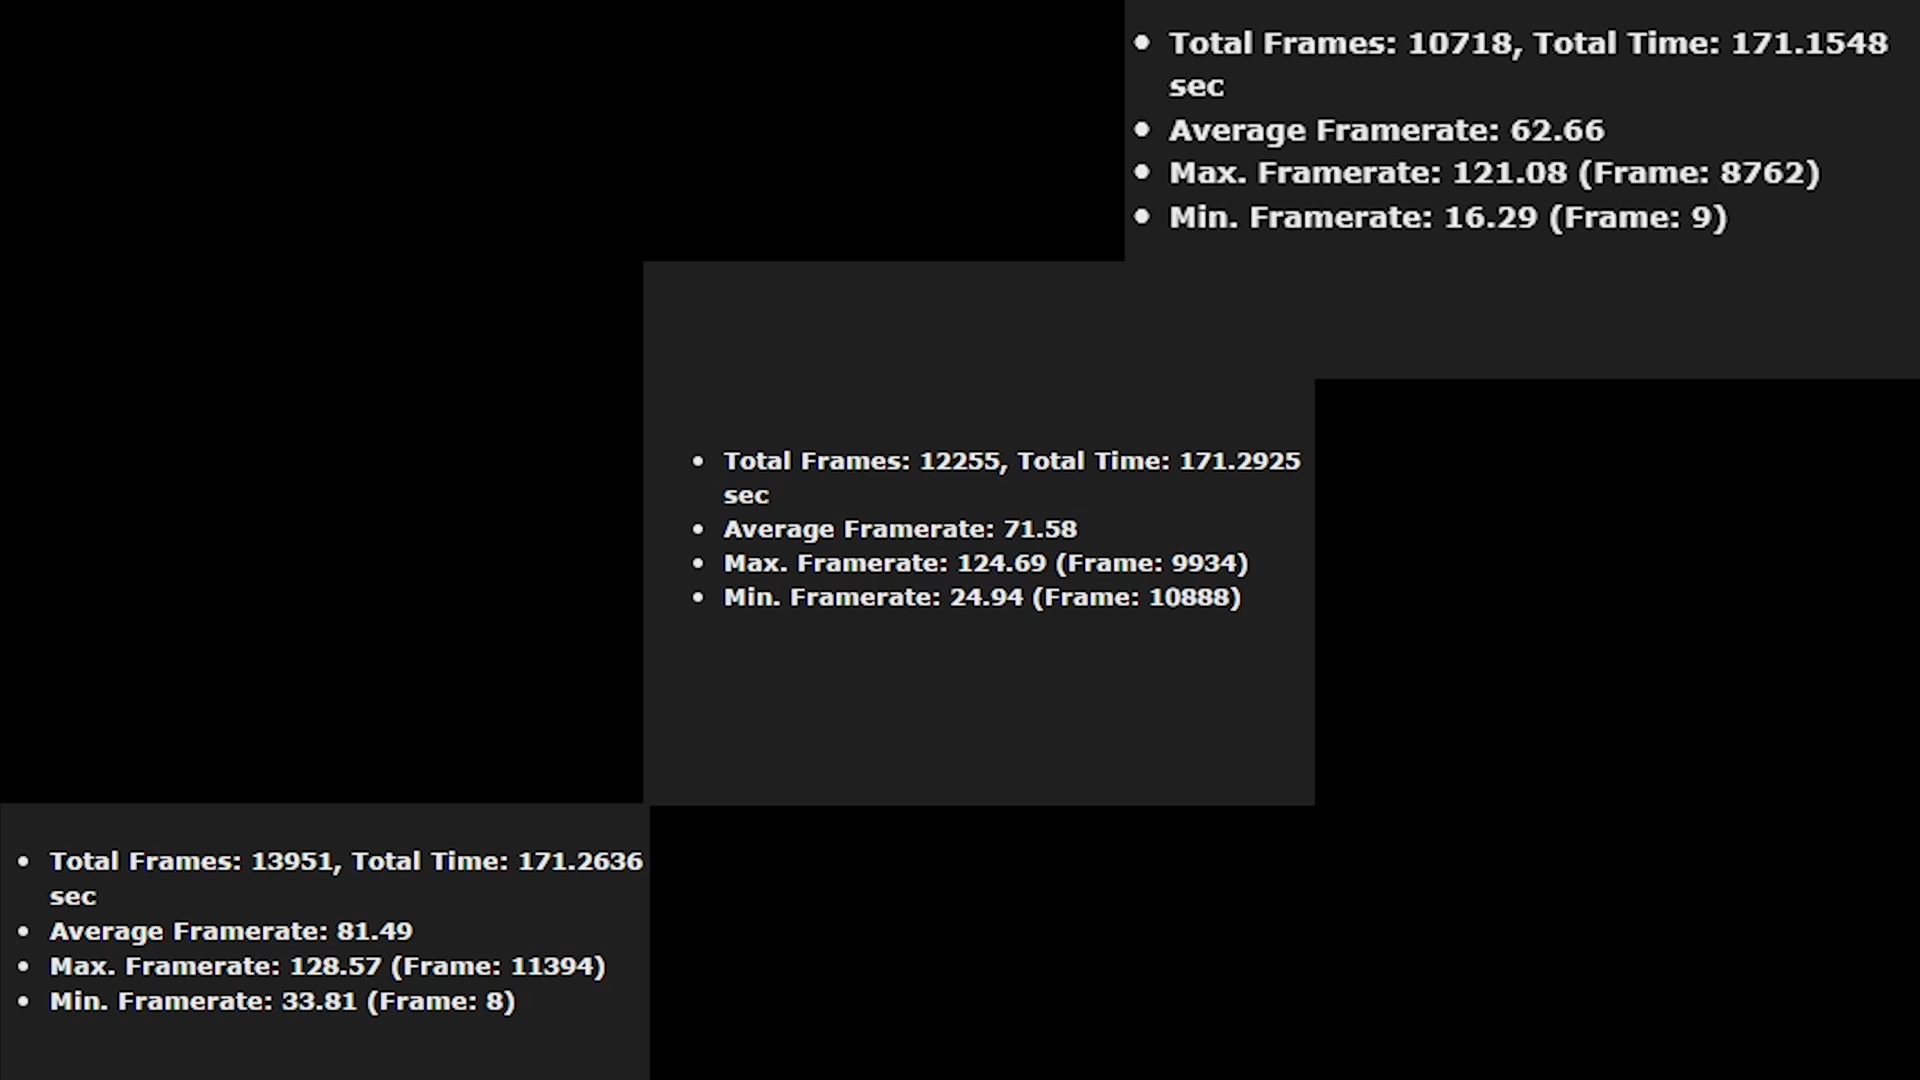 • Total Frames: 10718, Total Time: 171.1548
sec
• Average Framerate: 62.66
• Max. Framerate: 121.08 (Frame: 8762)
• Min. Framerate: 16.29 (Frame: 9)
• Total Frames: 12255, Total Time: 171.2925
sec
• Average Framerate: 71.58
• Max. Framerate: 124.69 (Frame: 9934)
• Min. Framerate: 24.94 (Frame: 10888)
• Total Frames: 13951, Total Time: 171.2636
sec
• Average Framerate: 81.49
• Max. Framerate: 128.57 (Frame: 11394)
• Min. Framerate: 33.81 (Frame: 8)